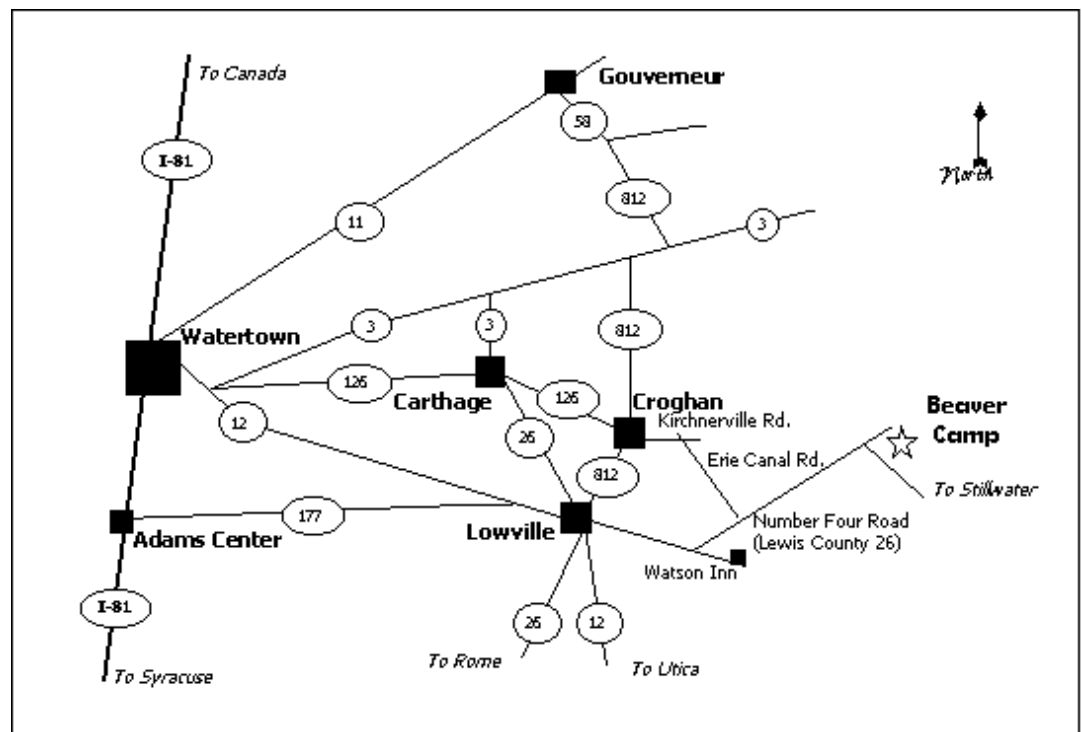 To Canada
Gouverneur
58
I-81
North
812
11
3
3
3
812
Watertown
126
Carthage
126
Croghan
Beaver
Camp
Kirchnerville Rd.
12
26
Erie Canal Rd.
812
To Stillwater
177
Adams Center
Lowville
Number Four Road
(Lewis County 26)
Watson Inn
I-81
26
12
To Rome
To Utica
To Syracuse